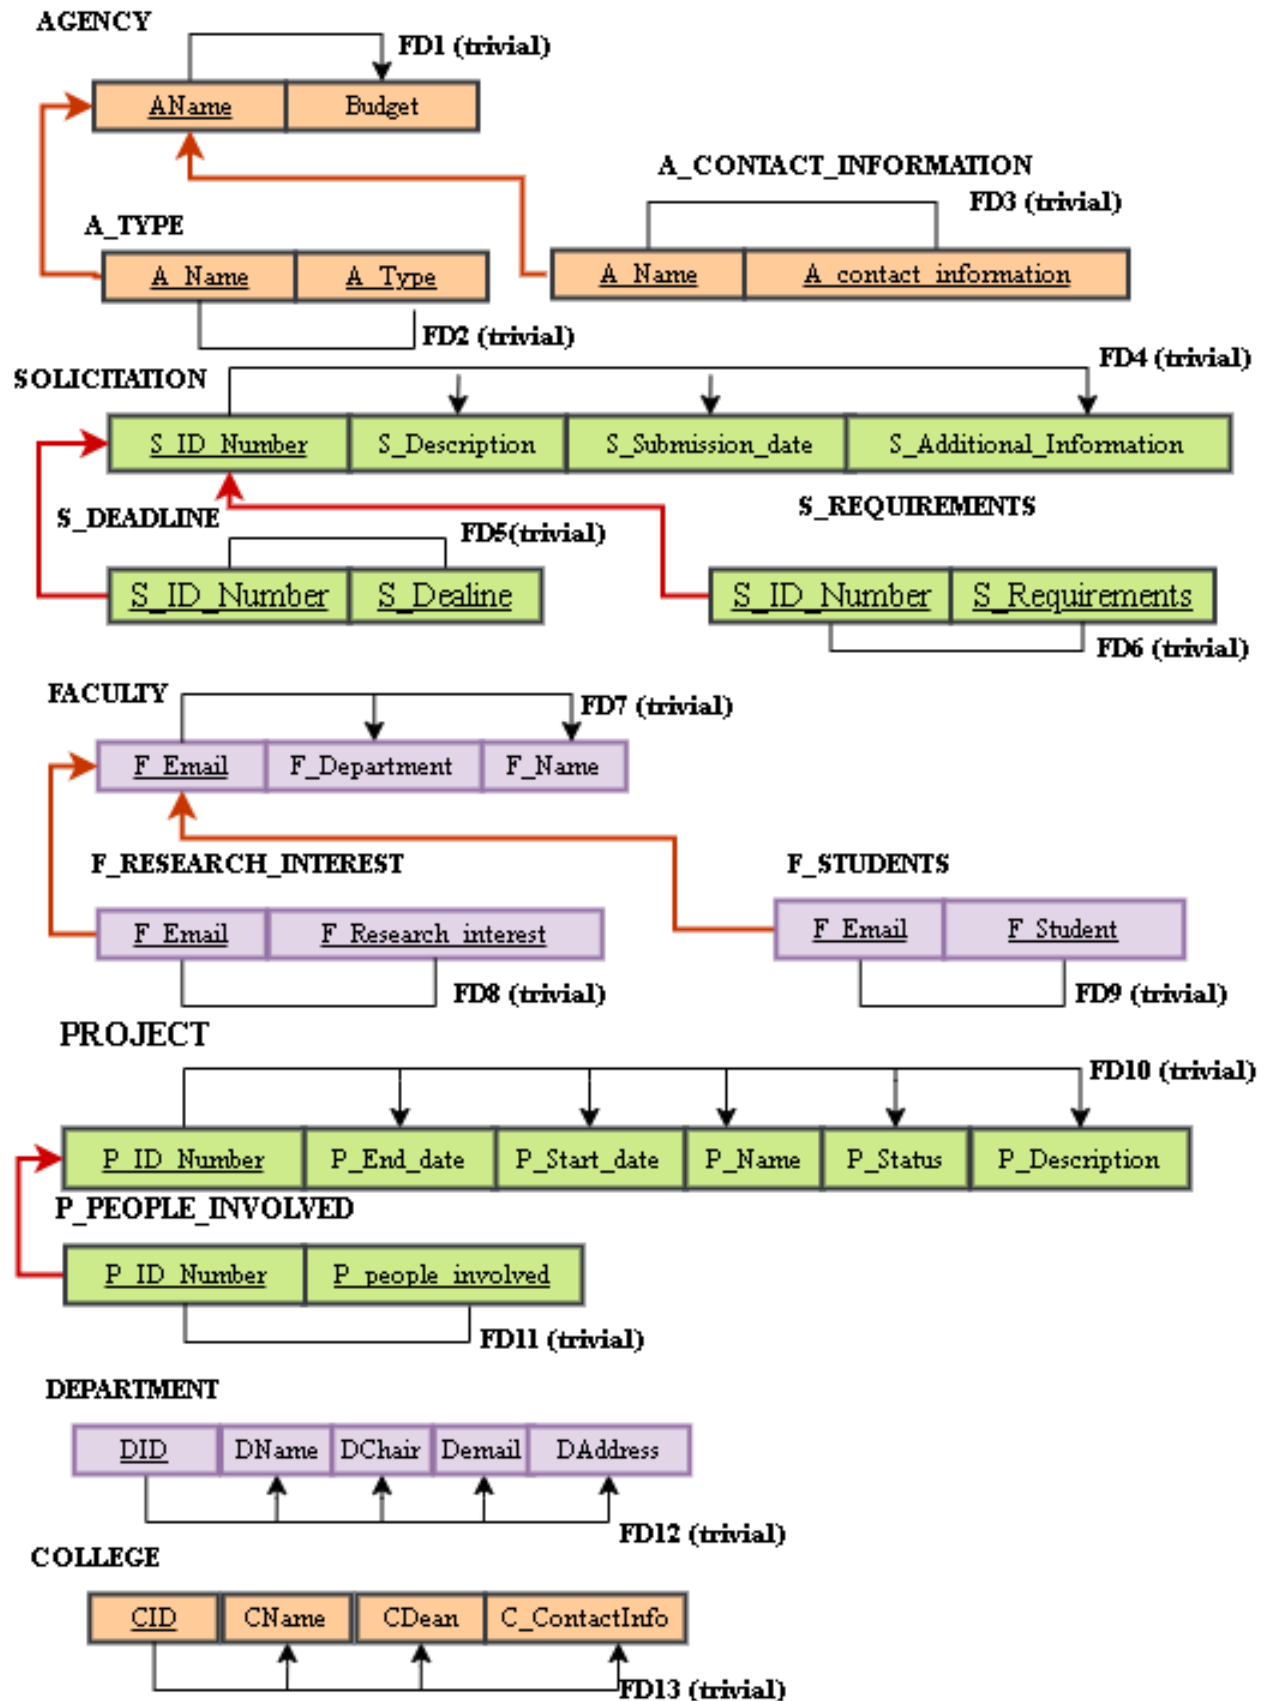 AGENCY
FD1 (trivial)
AName Budget
A_CONTACT_INFORMATION
FD3 (trivial)
A_TYPE
A_Name A_Type
A_Name A_contact_information
FD2 (trivial)
FD4 (trivial)
SOLICITATION
S_ID_Number S_Description S_Submission_date S_Additional_Information
S_REQUIREMENTS
S_DEADLINE
FD5(trivial)
S_ID_Number S_Dealine
S_ID_Number S_Requirements
FD6 (trivial)
FACULTY
FD7 (trivial)
F_Email F_Department F_Name
F_RESEARCH_INTEREST
F_STUDENTS
F_Email F_Research_interest
F_Email F_Student
FD8 (trivial)
FD9 (trivial)
PROJECT
FD10 (trivial)
P_ID_Number P_End_date P_Start_date P_Name P_Status P_Description
P_PEOPLE_INVOLVED
P_ID_Number P_people_involved
FD11 (trivial)
DEPARTMENT
DID DName DChair Demail DAddress
FD12 (trivial)
COLLEGE
CID CName CDean C_ContactInfo
FD13 (trivial)